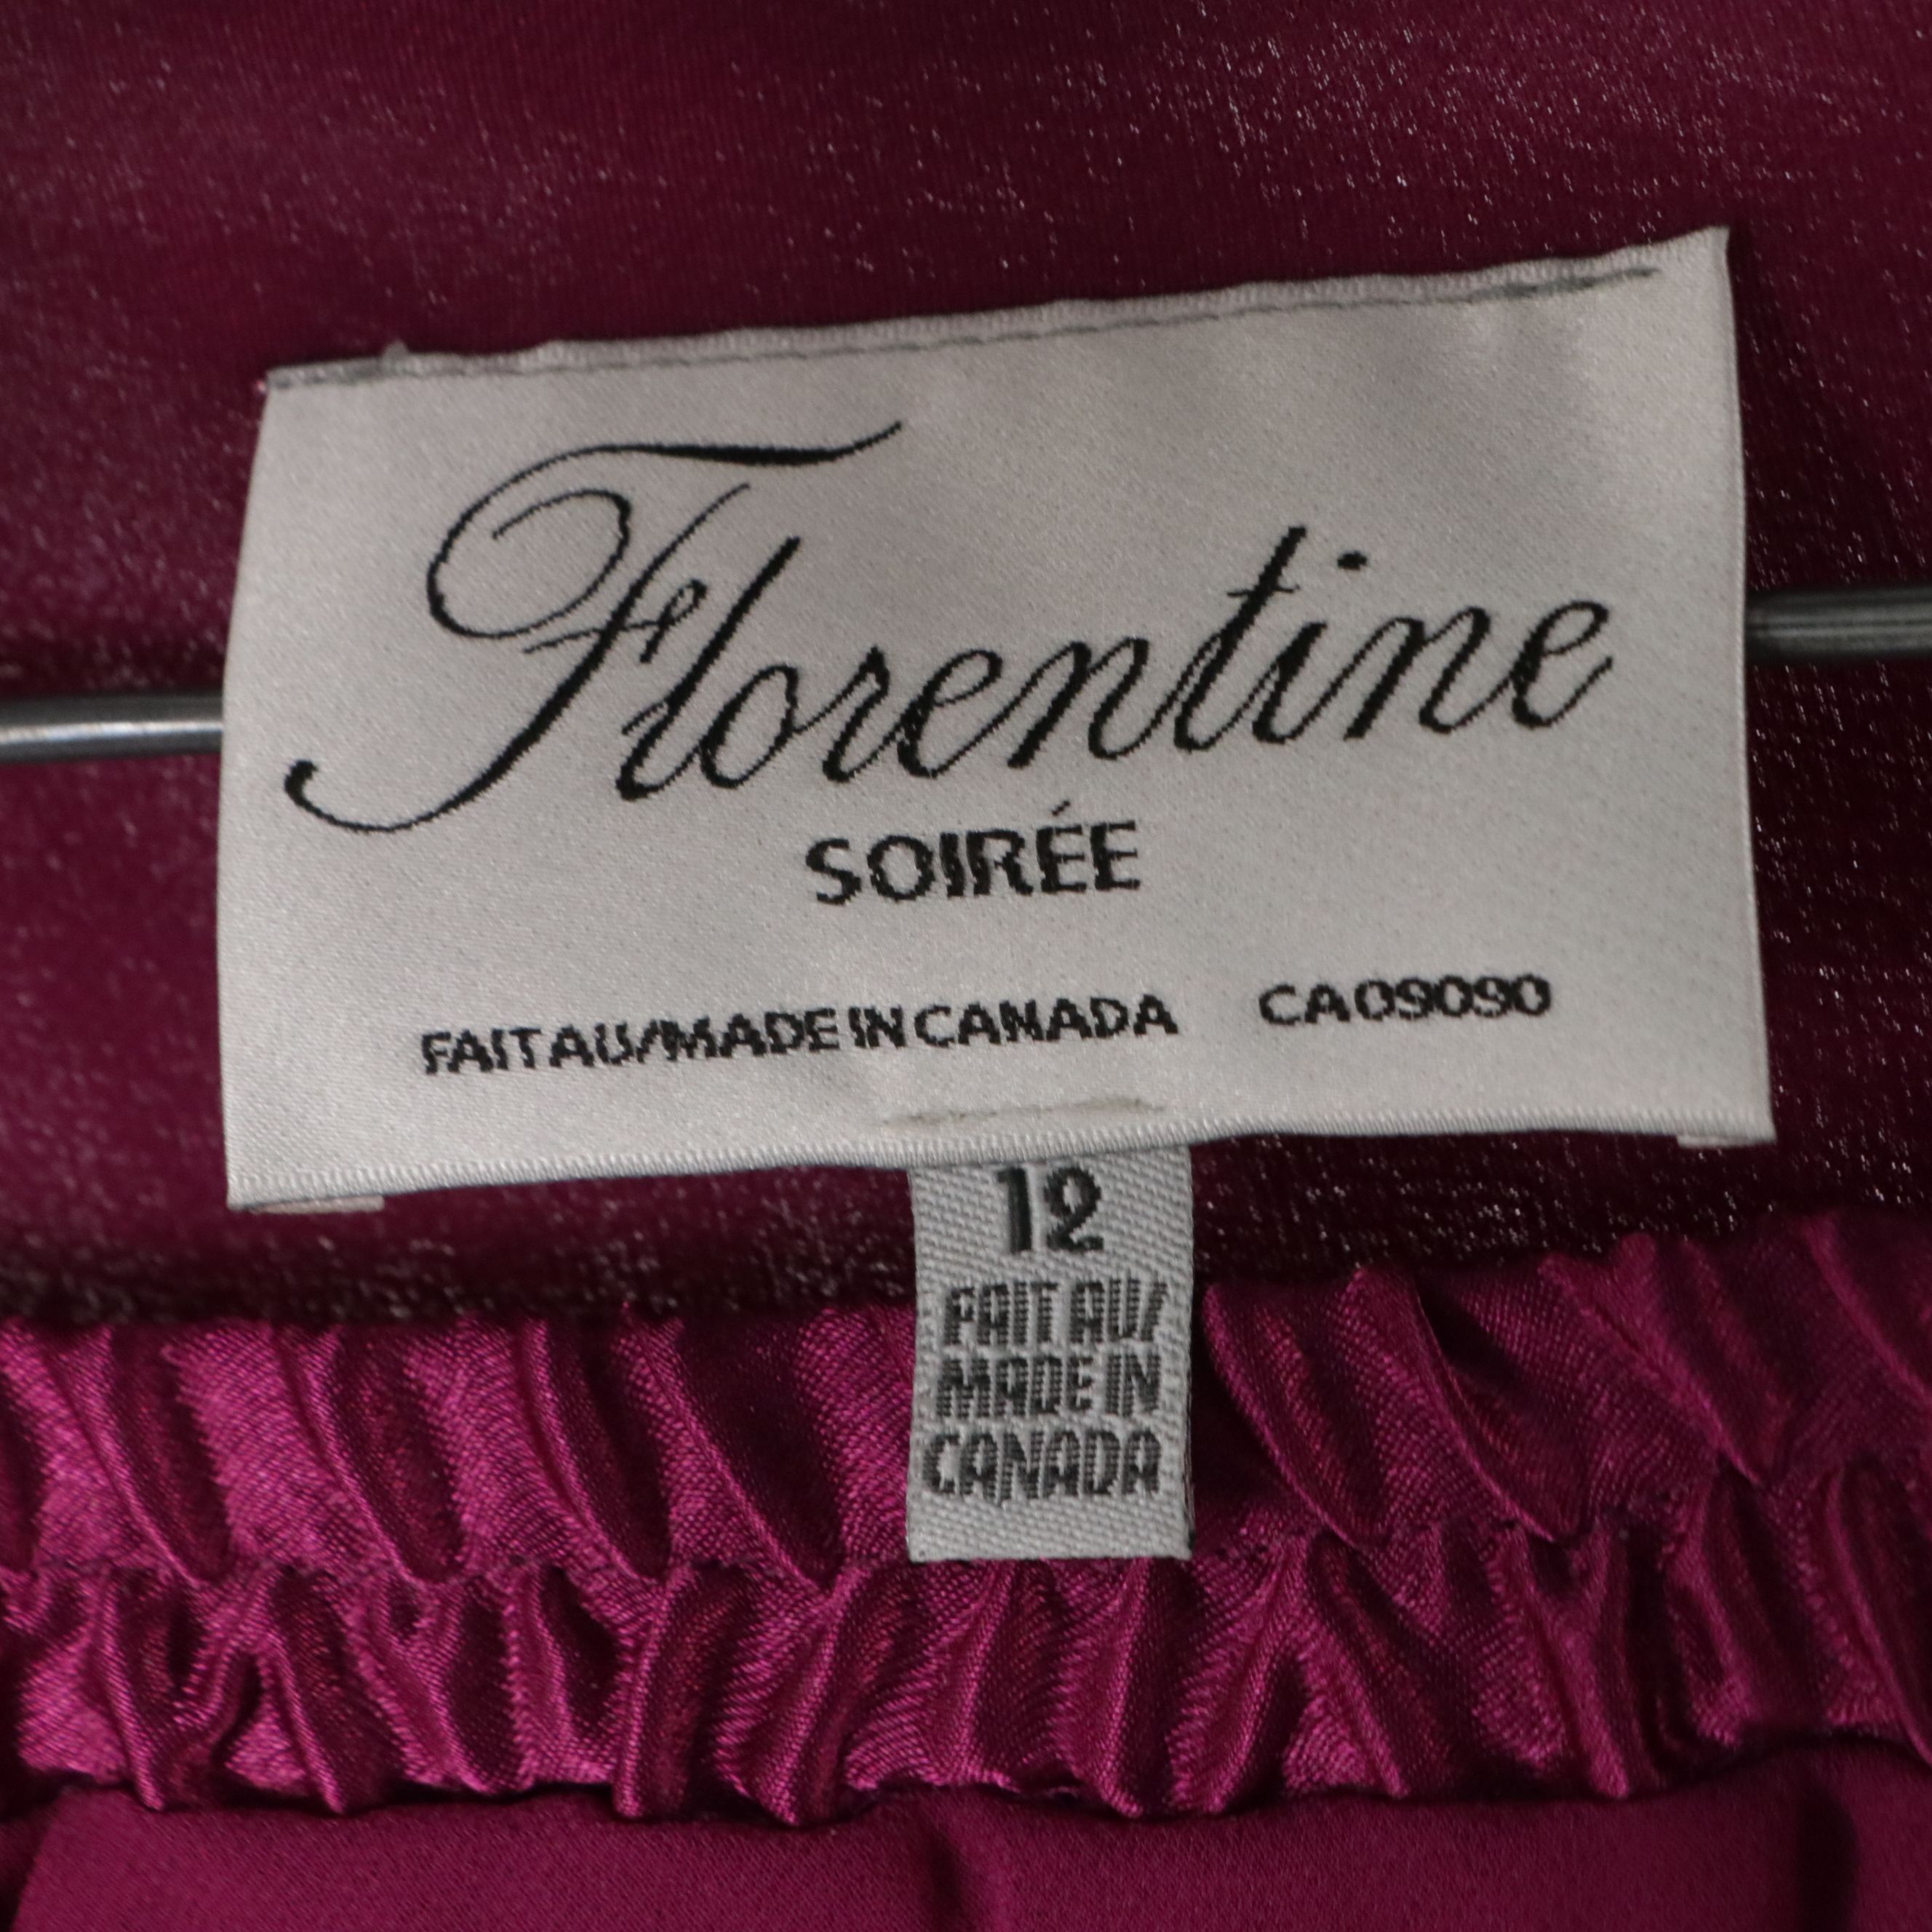 Florentine
SOIRÉE
FAIT AU/MADE IN CANADA CA09090
12
FAIT AU/
MADE IN
CANADA